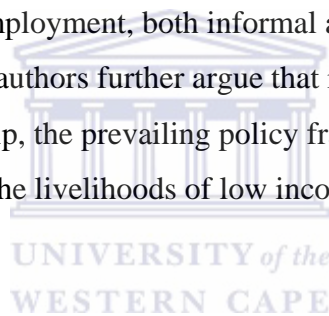 mployment, both informal a
authors further argue that
p, the prevailing policy fr
he livelihoods of low inco
UNIVERSITY of the
WESTERN CAPE